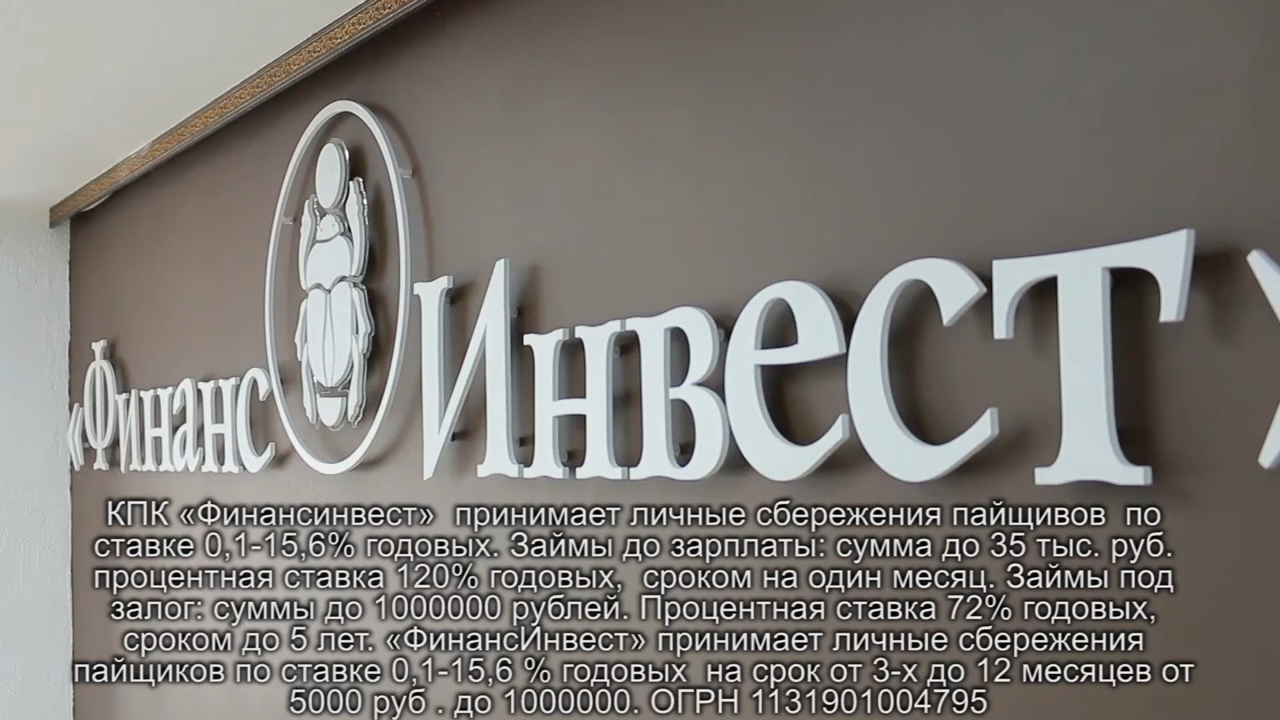 «Финанс Инвест»
КПК «Финансинвест» принимает личные сбережения пайщивов по
ставке 0,1-15,6% годовых. Займы до зарплаты: сумма до 35 тыс. руб.
процентная ставка 120% годовых, сроком на один месяц. Займы под
залог: суммы до 1000000 рублей. Процентная ставка 72% годовых,
сроком до 5 лет. «ФинансИнвест» принимает личные сбережения
пайщиков по ставке 0,1-15,6 % годовых на срок от 3-х до 12 месяцев от
5000 руб . до 1000000. ОГРН 1131901004795